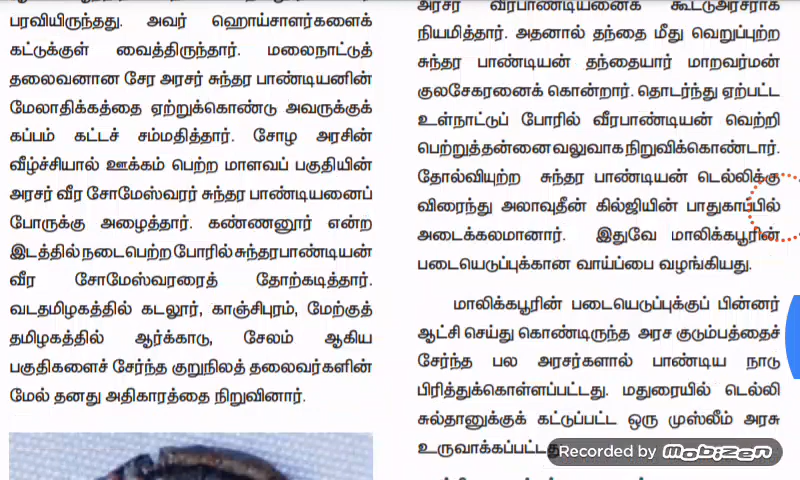 பரவியிருந்தது. அவர் ஹொய்சாளர்களைக்
கட்டுக்குள் வைத்திருந்தார். மலைநாட்டுத்
தலைவனான சேர அரசர் சுந்தர பாண்டியனின்
மேலாதிக்கத்தை ஏற்றுக்கொண்டு அவருக்குக்
கப்பம் கட்டச் சம்மதித்தார். சோழ அரசின்
வீழ்ச்சியால் ஊக்கம் பெற்ற மாளவப் பகுதியின்
அரசர் வீர சோமேஸ்வரர் சுந்தர பாண்டியனைப்
போருக்கு அழைத்தார். கண்ணனூர் என்ற
இடத்தில் நடைபெற்ற போரில் சுந்தரபாண்டியன்
வீர சோமேஸ்வரரைத் தோற்கடித்தார்.
வடதமிழகத்தில் கடலூர், காஞ்சிபுரம், மேற்குத்
தமிழகத்தில் ஆர்க்காடு, சேலம் ஆகிய
பகுதிகளைச் சேர்ந்த குறுநிலத் தலைவர்களின்
மேல் தனது அதிகாரத்தை நிறுவினார்.
அரசர் வீரபாண்டியனைக் கூட்டுஅரசராக
நியமித்தார். அதனால் தந்தை மீது வெறுப்புற்ற
சுந்தர பாண்டியன் தந்தையார் மாறவர்மன்
குலசேகரனைக் கொன்றார். தொடர்ந்து ஏற்பட்ட
உள்நாட்டுப் போரில் வீரபாண்டியன் வெற்றி
பெற்றுத்தன்னை வலுவாக நிறுவிக்கொண்டார்.
தோல்வியுற்ற சுந்தர பாண்டியன் டெல்லிக்கு
விரைந்து அலாவுதீன் கில்ஜியின் பாதுகாப்பில்
அடைக்கலமானார். இதுவே மாலிக்கபூரின்
படையெடுப்புக்கான வாய்ப்பை வழங்கியது.
மாலிக்கபூரின் படையெடுப்புக்குப் பின்னர்
ஆட்சி செய்து கொண்டிருந்த அரச குடும்பத்தைச்
சேர்ந்த பல அரசர்களால் பாண்டிய நாடு
பிரித்துக்கொள்ளப்பட்டது. மதுரையில் டெல்லி
சுல்தானுக்குக் கட்டுப்பட்ட ஒரு முஸ்லீம் அரசு
உருவாக்கப்பட்டது
Recorded by mobizen